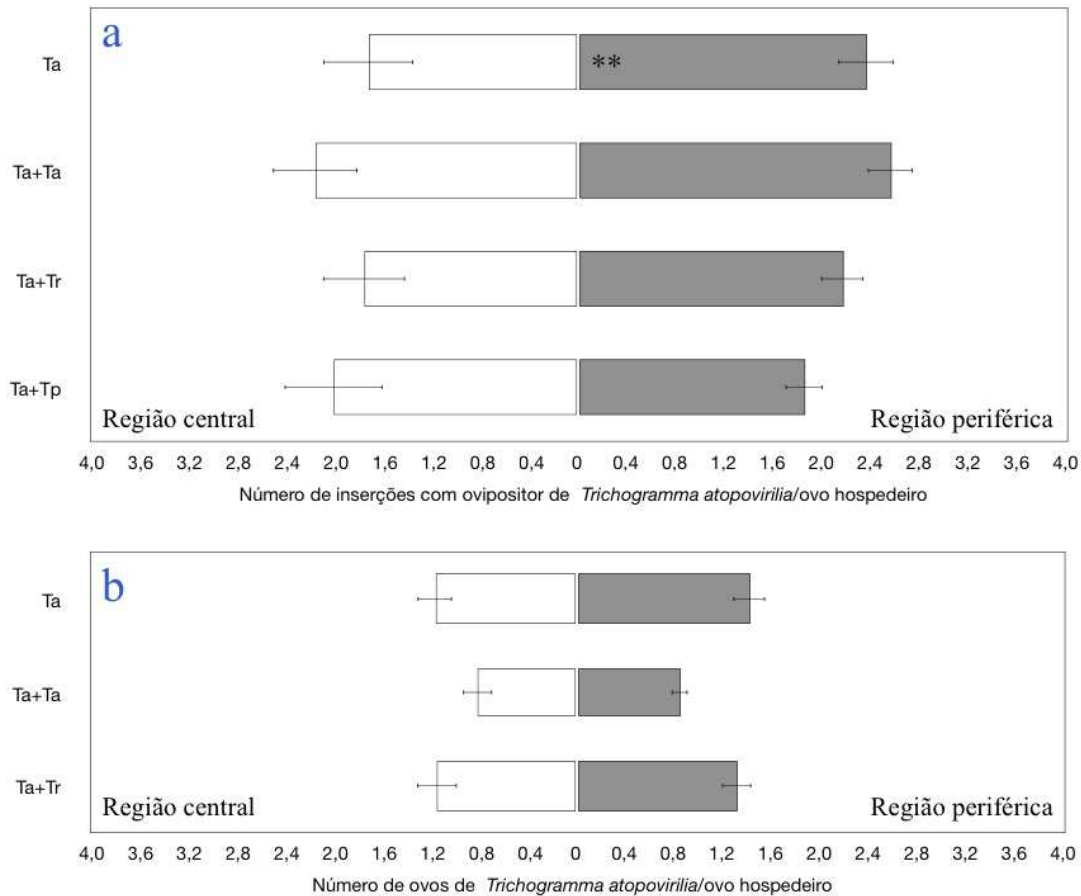 a
Ta
**
Ta+Ta
Ta+Tr
Ta+Tp
Região central
Região periférica
4,0 3,6 3,2 2,8 2,4 2,0 1,6 1,2 0,8 0,4 0 0,4 0,8 1,2 1,6 2,0 2,4 2,8 3,2 3,6 4,0
Número de inserções com ovipositor de Trichogramma atopovirilia/ovo hospedeiro
b
Ta
Ta+Ta
Ta+Tr
Região central
Região periférica
4,0 3,6 3,2 2,8 2,4 2,0 1,6 1,2 0,8 0,4 0 0,4 0,8 1,2 1,6 2,0 2,4 2,8 3,2 3,6 4,0
Número de ovos de Trichogramma atopovirilia/ovo hospedeiro